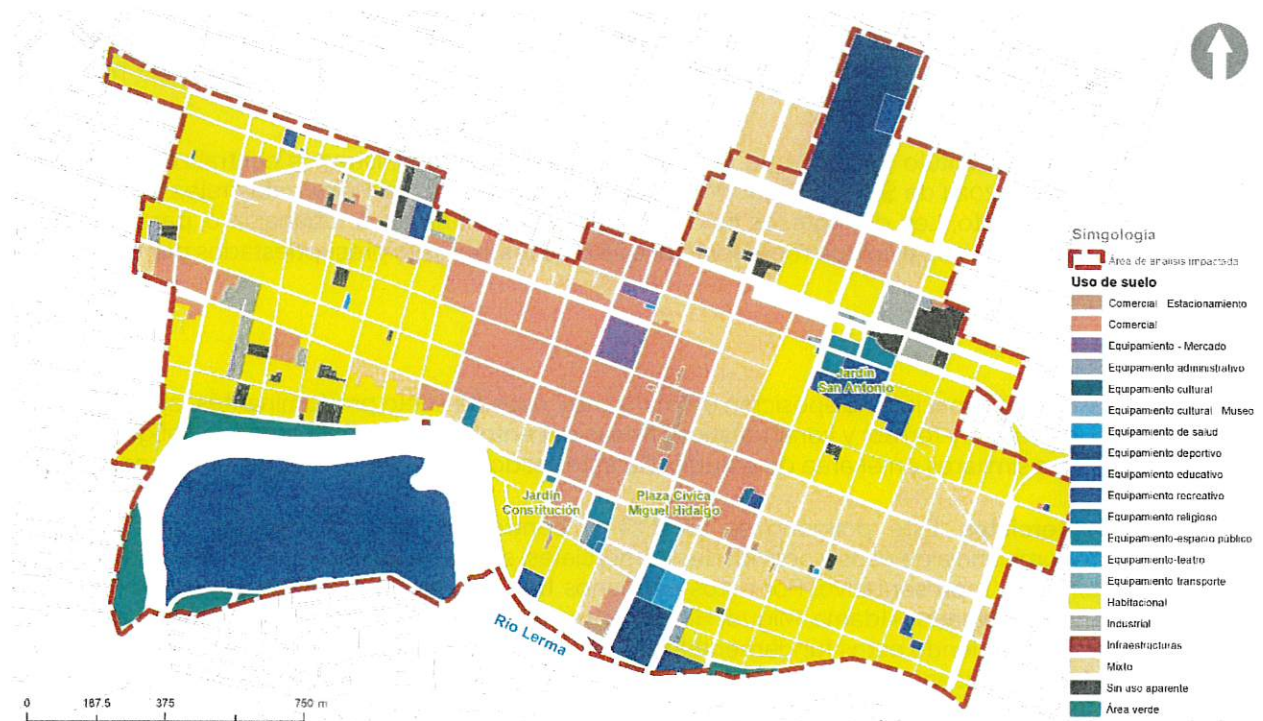 Simgología
Área de análisis impactada
Uso de suelo
Comercial Estacionamiento
Comercial
Equipamiento - Mercado
Equipamiento administrativo
Equipamiento cultural
Equipamiento cultural Museo
Equipamiento de salud
Equipamiento deportivo
Equipamiento educativo
Equipamiento recreativo
Equipamiento religioso
Equipamiento-espacio público
Equipamiento-teatro
Equipamiento transporte
Habitacional
Industrial
Infraestructuras
Mixto
Sin uso aparente
Área verde
Jardín
San Antonio
Jardín
Constitución
Plaza Cívica
Miguel Hidalgo
Río Lerma
0 187.5 375 750 m